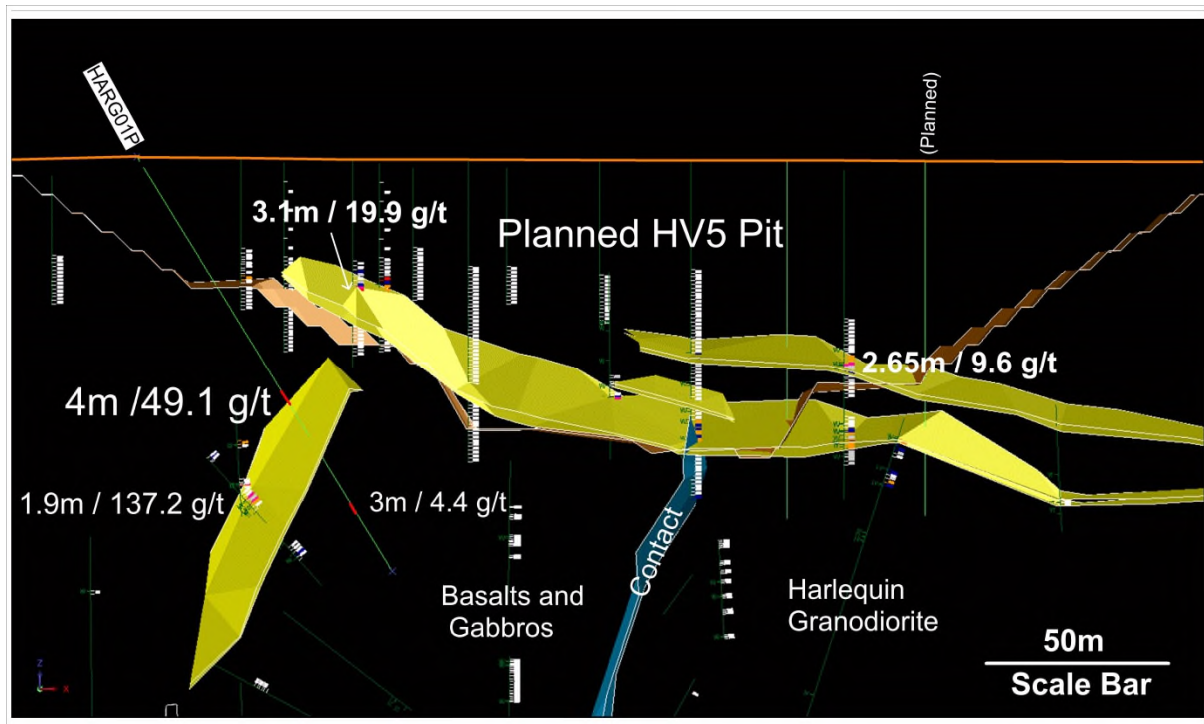 HARG01P
(Planned)
3.1m / 19.9 g/t
Planned HV5 Pit
2.65m / 9.6 g/t
4m /49.1 g/t
1.9m / 137.2 g/t
3m / 4.4 g/t
Contact
Basalts and
Gabbros
Harlequin
Granodiorite
50m
Scale Bar
Z
X